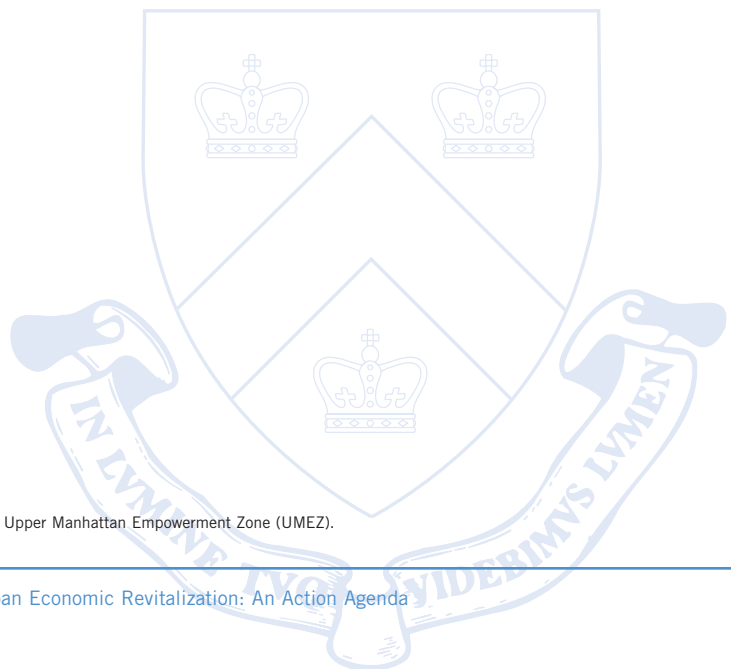 IN LVMINE TVO VIDEBIMVS LVMEN
Upper Manhattan Empowerment Zone (UMEZ).
an Economic Revitalization: An Action Agenda